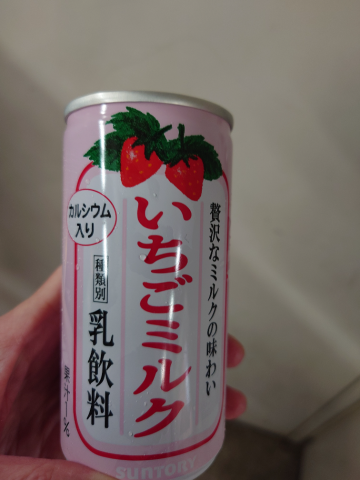 贅沢なミルクの味わい
いちごミルク
カルシウム
入り
種類別
乳飲料
果汁1%
SUNTORY